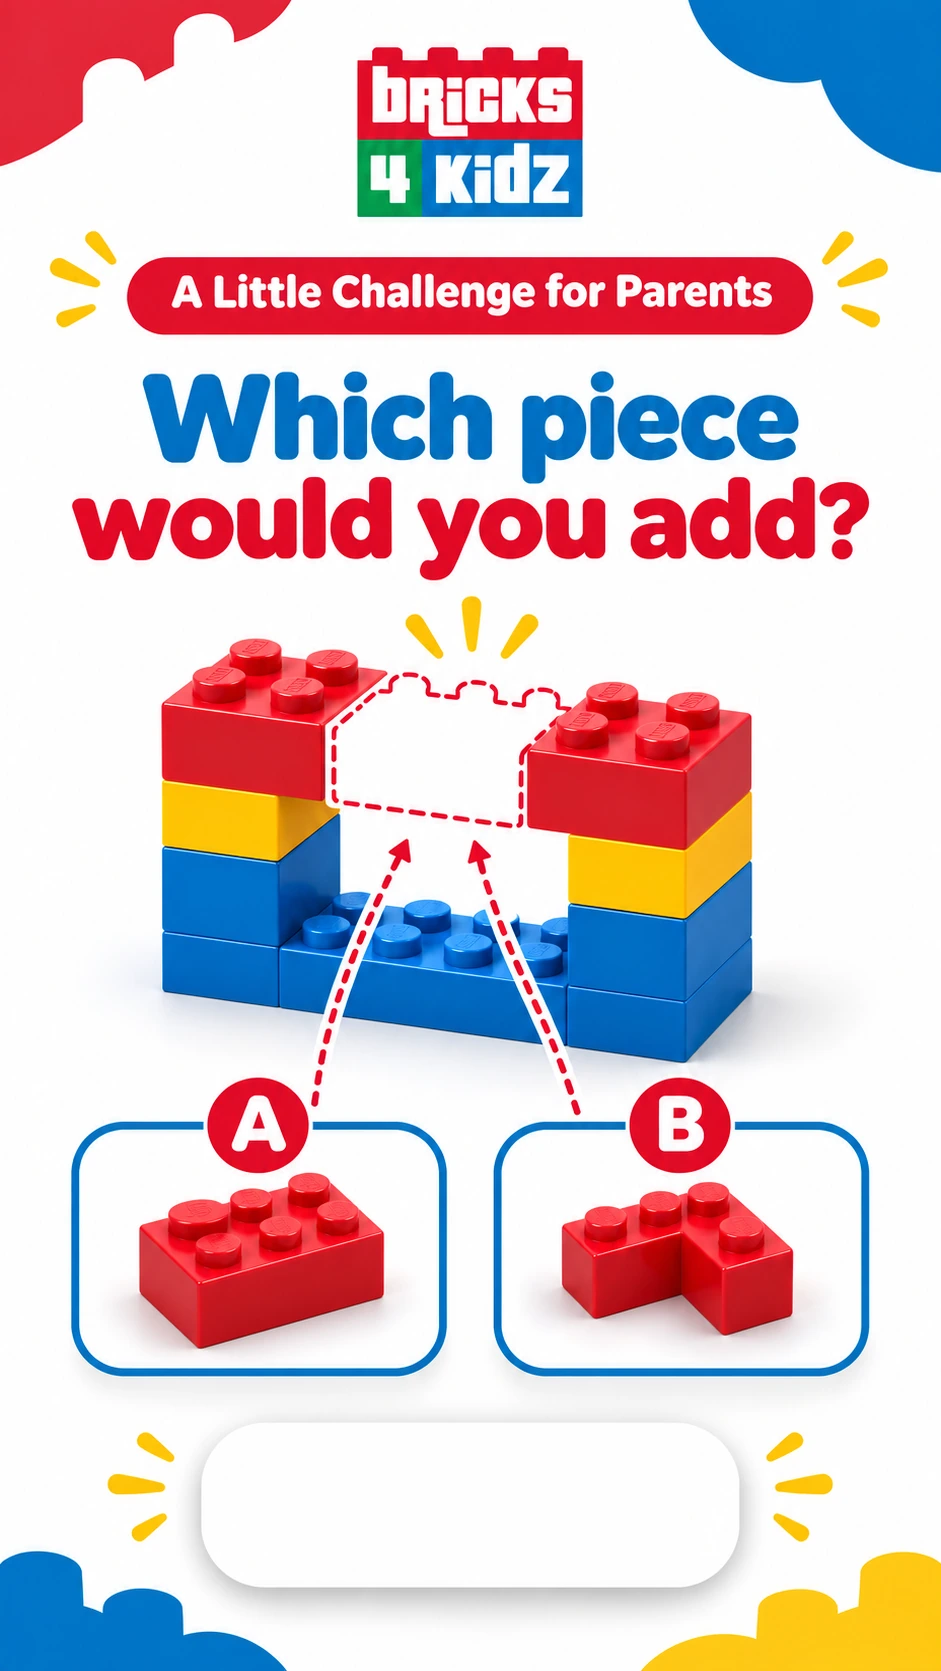 BRiCKS
4 KidZ
A Little Challenge for Parents
Which piece
would you add?
A
B